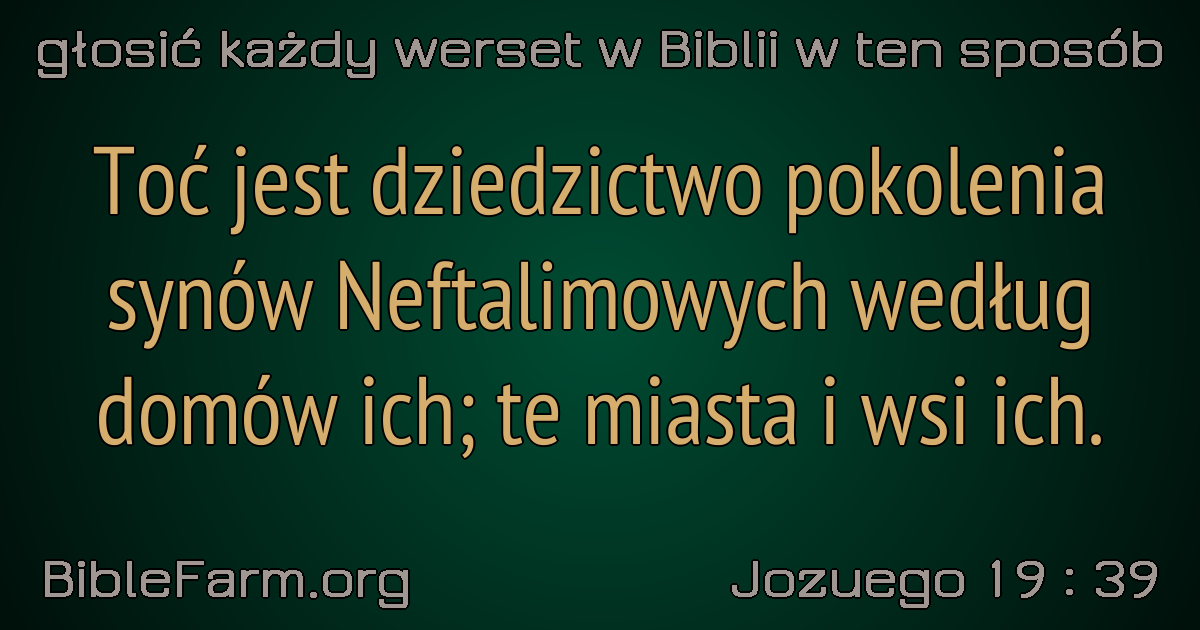 głosić każdy werset w Biblii w ten sposób
Toć jest dziedzictwo pokolenia
synów Neftalimowych według
domów ich; te miasta i wsi ich.
BibleFarm.org
Jozuego 19 : 39